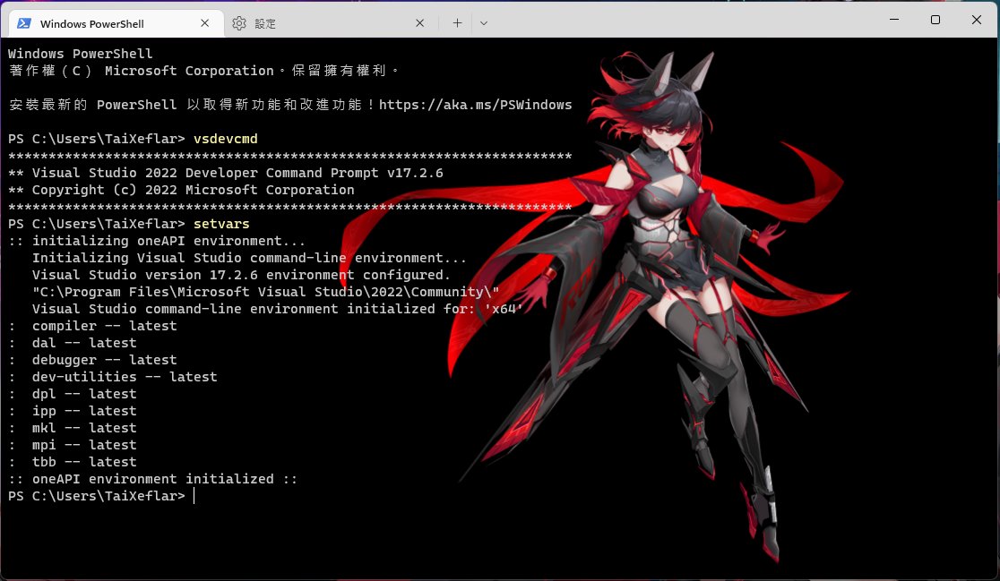 Windows PowerShell
設定
Windows PowerShell
著作權 (C) Microsoft Corporation。保留擁有權利。
安裝最新的 PowerShell 以取得新功能和改進功能！https://aka.ms/PSWindows
PS C:\Users\TaiXeflar> vsdevcmd
**********************************************************************
** Visual Studio 2022 Developer Command Prompt v17.2.6
** Copyright (c) 2022 Microsoft Corporation
**********************************************************************
PS C:\Users\TaiXeflar> setvars
:: initializing oneAPI environment...
Initializing Visual Studio command-line environment...
Visual Studio version 17.2.6 environment configured.
"C:\Program Files\Microsoft Visual Studio\2022\Community\"
Visual Studio command-line environment initialized for: 'x64'
: compiler -- latest
: dal -- latest
: debugger -- latest
: dev-utilities -- latest
: dpl -- latest
: ipp -- latest
: mkl -- latest
: mpi -- latest
: tbb -- latest
:: oneAPI environment initialized ::
PS C:\Users\TaiXeflar>